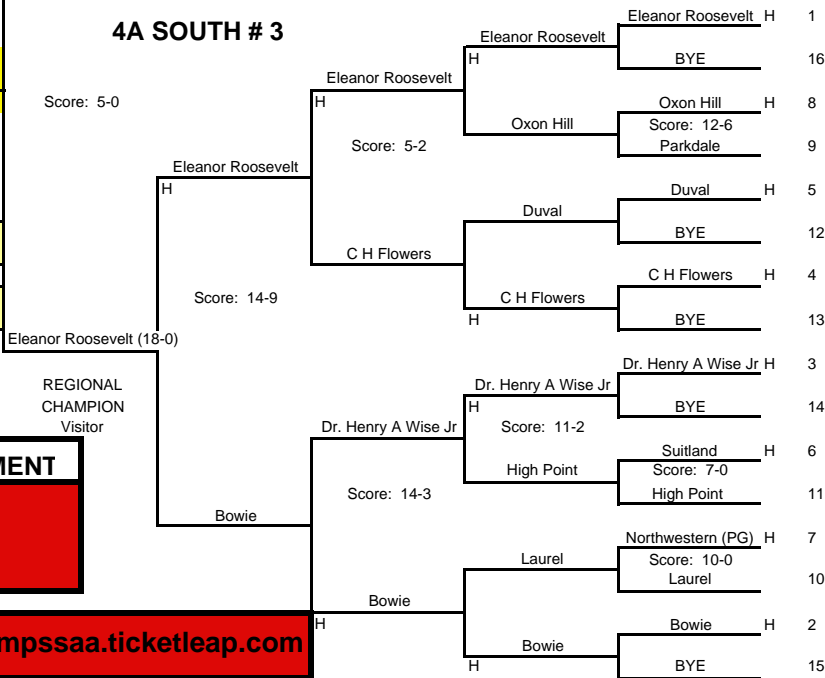 4A SOUTH # 3
Eleanor Roosevelt H 1
Eleanor Roosevelt
H
BYE 16
Eleanor Roosevelt
H
Score: 5-0
Oxon Hill H 8
Oxon Hill
Score: 12-6
Score: 5-2
Parkdale 9
Eleanor Roosevelt
H
Duval H 5
Duval
BYE 12
C H Flowers
C H Flowers H 4
Score: 14-9
C H Flowers
H
BYE 13
Eleanor Roosevelt (18-0)
Dr. Henry A Wise Jr H 3
REGIONAL
CHAMPION
Visitor
Dr. Henry A Wise Jr
H
BYE 14
Dr. Henry A Wise Jr
Score: 11-2
Suitland H 6
MENT
High Point
Score: 7-0
Score: 14-3
High Point 11
Bowie
Northwestern (PG) H 7
Laurel
Score: 10-0
Laurel 10
Bowie
H
Bowie H 2
mpssaa.ticketleap.com
Bowie
H
BYE 15